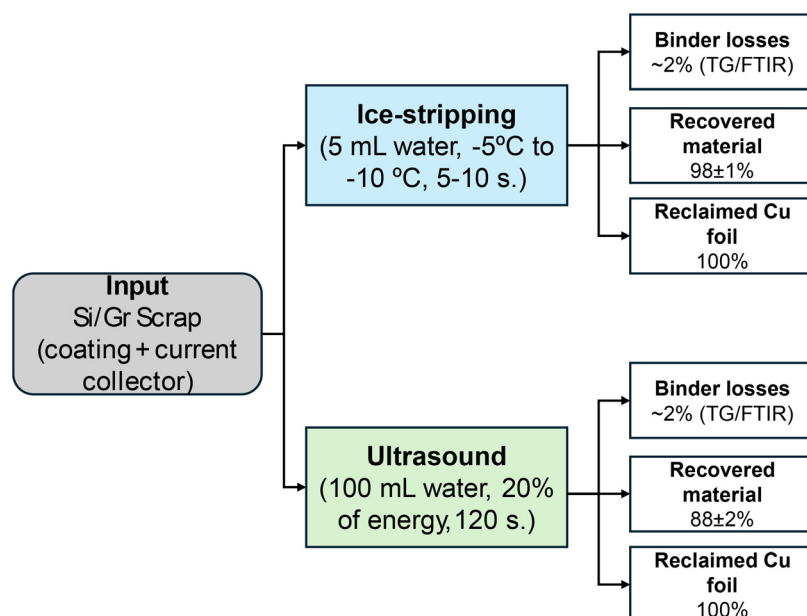 Input
Si/Gr Scrap
(coating + current
collector)
Ice-stripping
(5 mL water, -5ºC to
-10 ºC, 5-10 s.)
Binder losses
~2% (TG/FTIR)
Recovered
material
98±1%
Reclaimed Cu
foil
100%
Ultrasound
(100 mL water, 20%
of energy, 120 s.)
Binder losses
~2% (TG/FTIR)
Recovered
material
88±2%
Reclaimed Cu
foil
100%